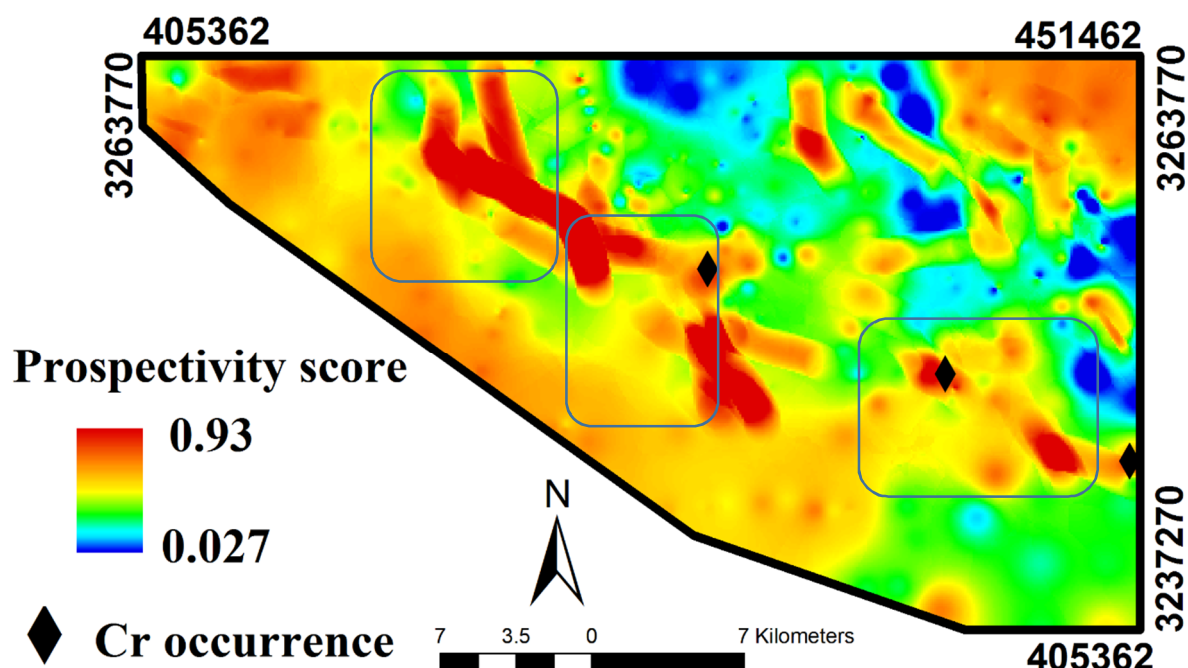 405362
451462
3263770
3263770
Prospectivity score
0.93
0.027
N
Cr occurrence
7 3.5 0 7 Kilometers
3237270
405362